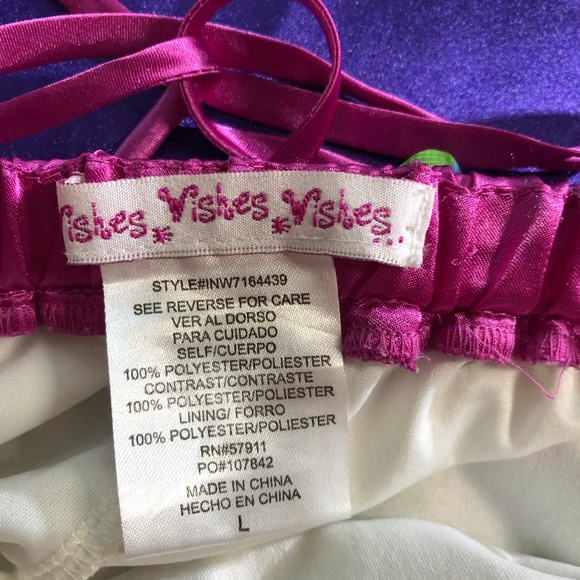 Wishes Wishes Wishes...
STYLE#INW7164439
SEE REVERSE FOR CARE
VER AL DORSO
PARA CUIDADO
SELF/CUERPO
100% POLYESTER/POLIESTER
CONTRAST/CONTRASTE
100% POLYESTER/POLIESTER
LINING/ FORRO
100% POLYESTER/POLIESTER
RN#57911
PO#107842
MADE IN CHINA
HECHO EN CHINA
L